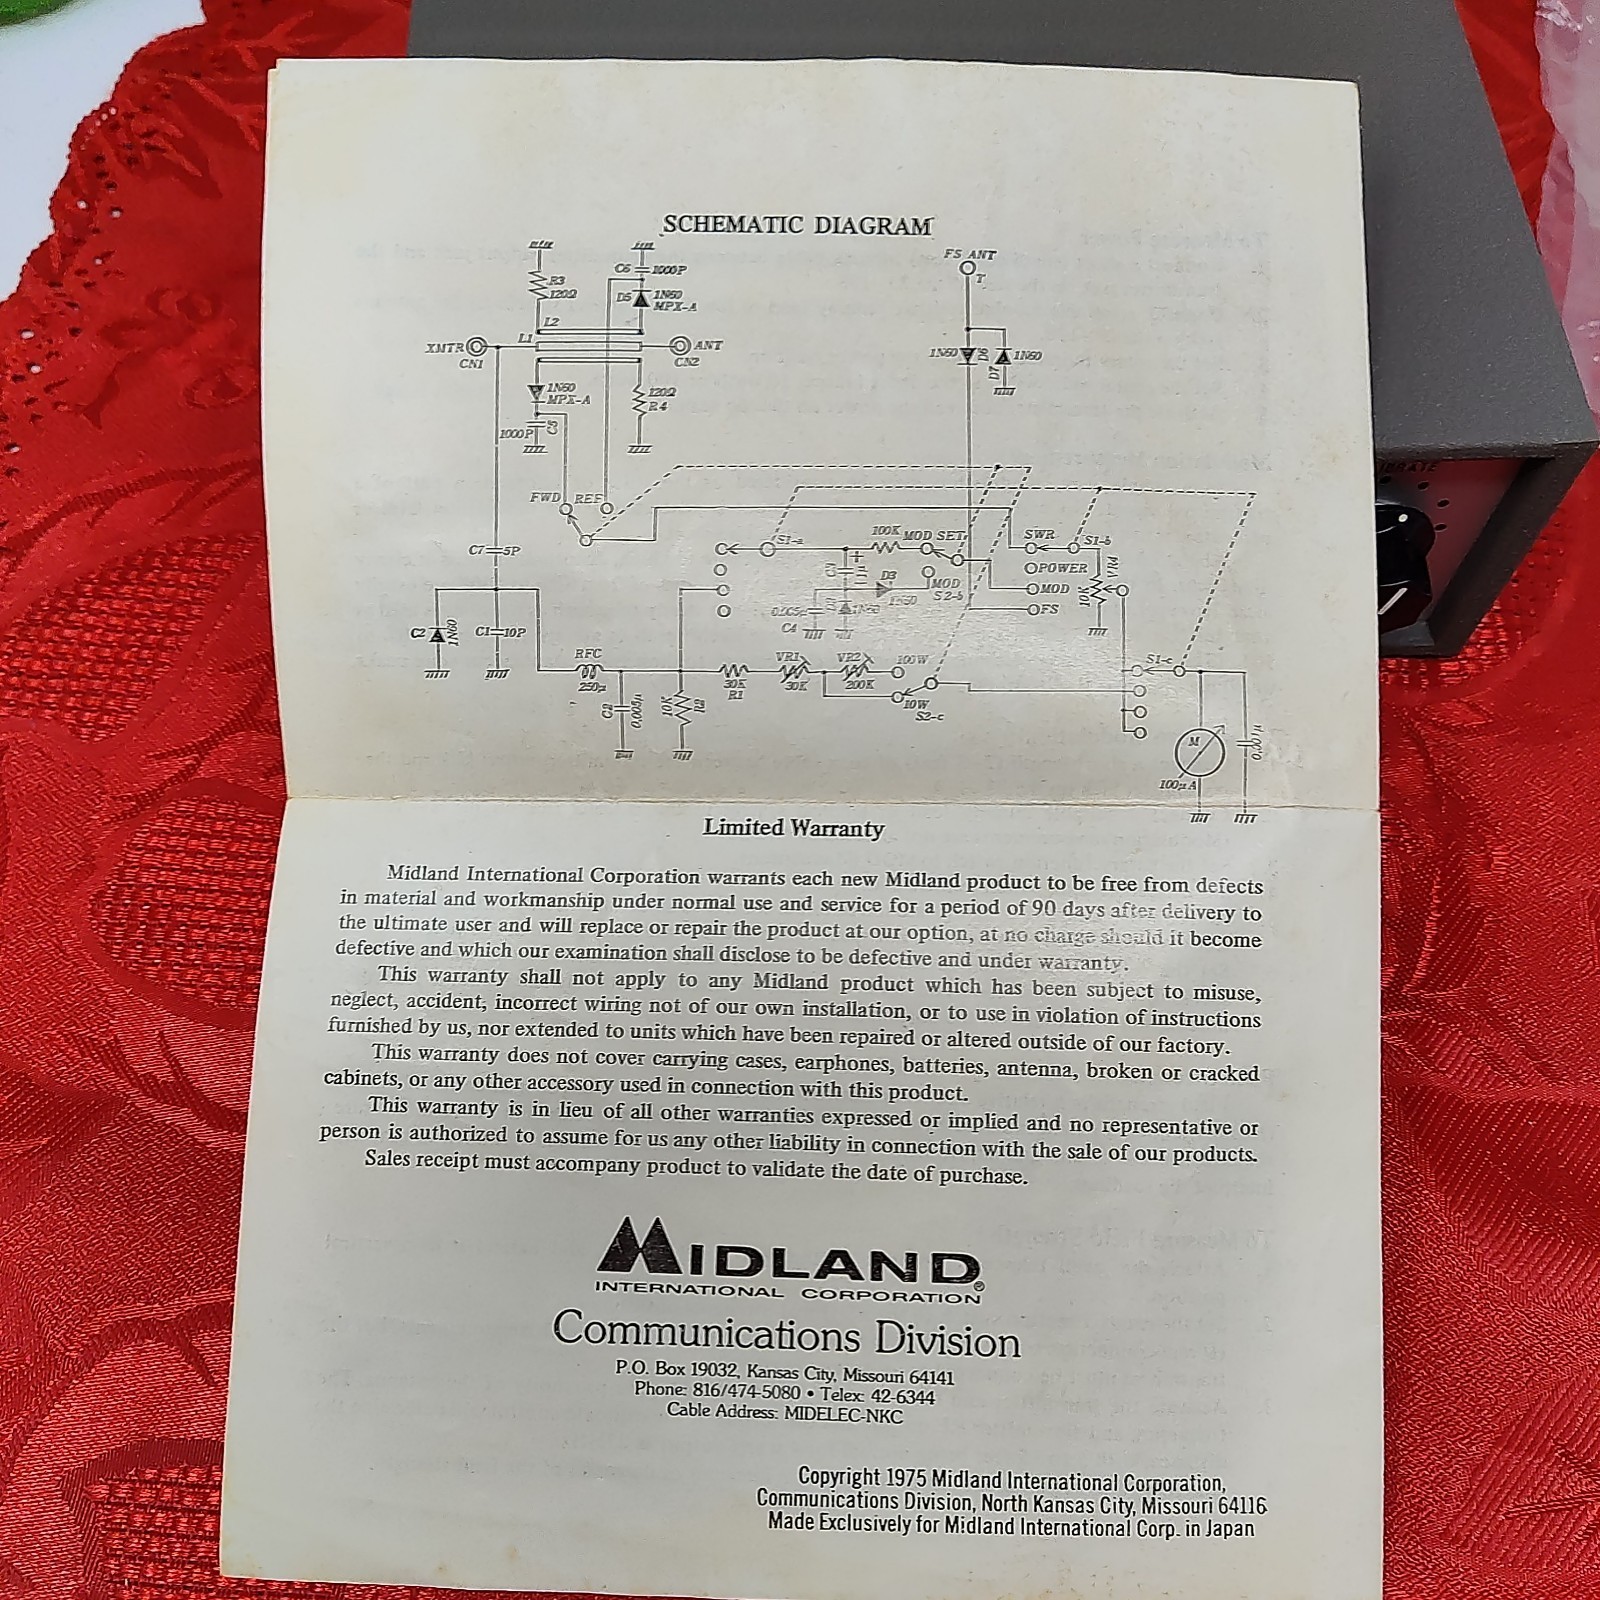 SCHEMATIC DIAGRAM
C6 1000P
FS ANT
R3
120Ω
D5 1N60
MPX-A
T
L2
L1
XMTR
CN1
ANT
CN2
1N60 D6
D7 1N60
1N60
MPX-A
120Ω
R4
1000P C5
FWD REF
C7 5P
S1-a
100K MOD SET
SWR S1-b
POWER
MOD
FS
VR4
10K
D3
1N60
MOD
S2-b
0.005μ
C4
1N60
C2 1N60
C1 10P
RFC
250μ
C2 0.005μ
10K R2
30K
R1
VR1
30K
VR2
200K
100W
10W
S2-c
S1-c
M
100μA
Limited Warranty
Midland International Corporation warrants each new Midland product to be free from defects
in material and workmanship under normal use and service for a period of 90 days after delivery to
the ultimate user and will replace or repair the product at our option, at no charge should it become
defective and which our examination shall disclose to be defective and under warranty.
This warranty shall not apply to any Midland product which has been subject to misuse,
neglect, accident, incorrect wiring not of our own installation, or to use in violation of instructions
furnished by us, nor extended to units which have been repaired or altered outside of our factory.
This warranty does not cover carrying cases, earphones, batteries, antenna, broken or cracked
cabinets, or any other accessory used in connection with this product.
This warranty is in lieu of all other warranties expressed or implied and no representative or
person is authorized to assume for us any other liability in connection with the sale of our products.
Sales receipt must accompany product to validate the date of purchase.
MIDLAND®
INTERNATIONAL CORPORATION
Communications Division
P.O. Box 19032, Kansas City, Missouri 64141
Phone: 816/474-5080 • Telex: 42-6344
Cable Address: MIDELEC-NKC
Copyright 1975 Midland International Corporation,
Communications Division, North Kansas City, Missouri 64116
Made Exclusively for Midland International Corp. in Japan